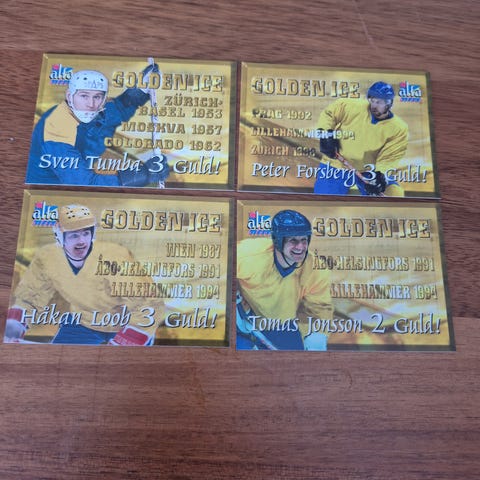 alfa
GOLDEN ICE
ZÜRICH-
BASEL 1953
MOSKVA 1957
COLORADO 1962
Sven Tumba 3 Guld!
GOLDEN ICE
alfa
PRAG 1992
LILLEHAMMER 1994
ZÜRICH 1998
Peter Forsberg 3 Guld!
alfa
GOLDEN ICE
WIEN 1987
ÅBO-HELSINGFORS 1991
LILLEHAMMER 1994
Håkan Loob 3 Guld!
GOLDEN ICE
alfa
ÅBO-HELSINGFORS 1991
LILLEHAMMER 1994
Tomas Jonsson 2 Guld!